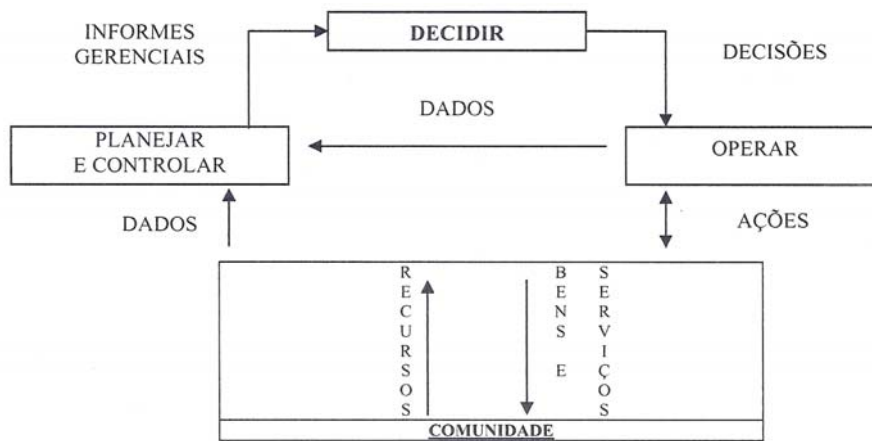 INFORMES
GERENCIAIS
DECIDIR
DECISÕES
DADOS
PLANEJAR
E CONTROLAR
OPERAR
DADOS
AÇÕES
RECURSOS
BENS E
SERVIÇOS
COMUNIDADE